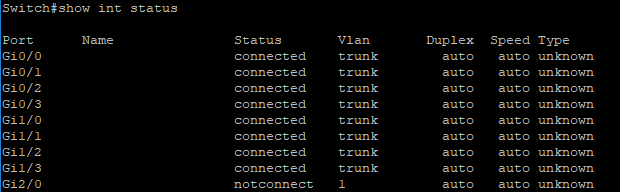 Switch#show int status
Port Name Status Vlan Duplex Speed Type
Gi0/0 connected trunk auto auto unknown
Gi0/1 connected trunk auto auto unknown
Gi0/2 connected trunk auto auto unknown
Gi0/3 connected trunk auto auto unknown
Gi1/0 connected trunk auto auto unknown
Gi1/1 connected trunk auto auto unknown
Gi1/2 connected trunk auto auto unknown
Gi1/3 connected trunk auto auto unknown
Gi2/0 notconnect 1 auto auto unknown